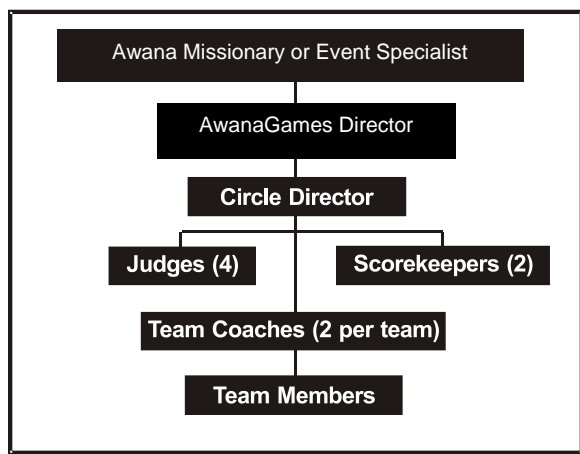 Awana Missionary or Event Specialist
AwanaGames Director
Circle Director
Judges (4)
Scorekeepers (2)
Team Coaches (2 per team)
Team Members